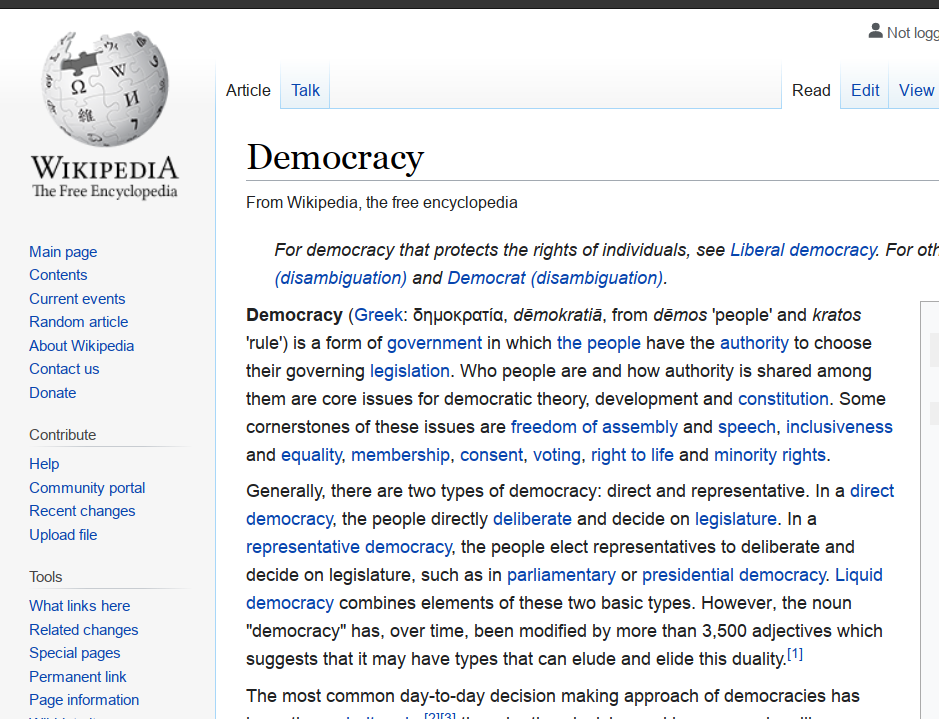 Not logg
Article
Talk
Read
Edit
View
WIKIPEDIA
The Free Encyclopedia
Main page
Contents
Current events
Random article
About Wikipedia
Contact us
Donate
Contribute
Help
Community portal
Recent changes
Upload file
Tools
What links here
Related changes
Special pages
Permanent link
Page information
Democracy
From Wikipedia, the free encyclopedia
For democracy that protects the rights of individuals, see Liberal democracy. For oth
(disambiguation) and Democrat (disambiguation).
Democracy (Greek: δημοκρατία, dēmokratiā, from dēmos 'people' and kratos
'rule') is a form of government in which the people have the authority to choose
their governing legislation. Who people are and how authority is shared among
them are core issues for democratic theory, development and constitution. Some
cornerstones of these issues are freedom of assembly and speech, inclusiveness
and equality, membership, consent, voting, right to life and minority rights.
Generally, there are two types of democracy: direct and representative. In a direct
democracy, the people directly deliberate and decide on legislature. In a
representative democracy, the people elect representatives to deliberate and
decide on legislature, such as in parliamentary or presidential democracy. Liquid
democracy combines elements of these two basic types. However, the noun
"democracy" has, over time, been modified by more than 3,500 adjectives which
suggests that it may have types that can elude and elide this duality.[1]
The most common day-to-day decision making approach of democracies has